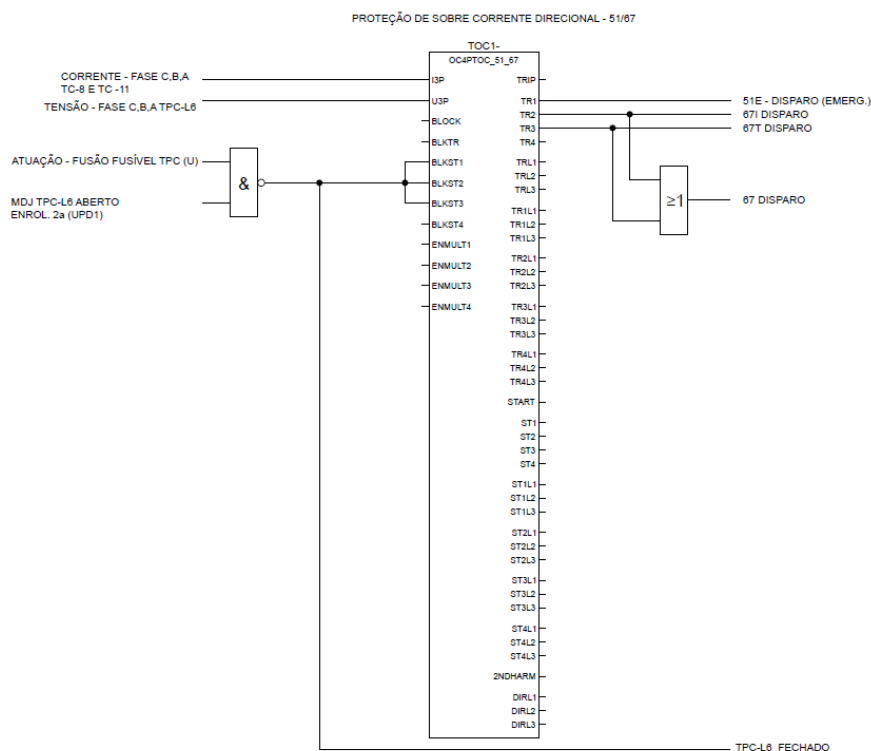 PROTEÇÃO DE SOBRE CORRENTE DIRECIONAL - 51/67
TOC1-
OC4PTOC_51_67
CORRENTE - FASE C,B,A
TC-8 E TC -11
TENSÃO - FASE C,B,A TPC-L6
ATUAÇÃO - FUSÃO FUSÍVEL TPC (U)
MDJ TPC-L6 ABERTO
ENROL. 2a (UPD1)
&
I3P
U3P
BLOCK
BLKTR
BLKST1
BLKST2
BLKST3
BLKST4
ENMULT1
ENMULT2
ENMULT3
ENMULT4
TRIP
TR1
TR2
TR3
TR4
TRL1
TRL2
TRL3
TR1L1
TR1L2
TR1L3
TR2L1
TR2L2
TR2L3
TR3L1
TR3L2
TR3L3
TR4L1
TR4L2
TR4L3
START
ST1
ST2
ST3
ST4
ST1L1
ST1L2
ST1L3
ST2L1
ST2L2
ST2L3
ST3L1
ST3L2
ST3L3
ST4L1
ST4L2
ST4L3
2NDHARM
DIRL1
DIRL2
DIRL3
51E - DISPARO (EMERG.)
67I DISPARO
67T DISPARO
≥1
67 DISPARO
TPC-L6 FECHADO